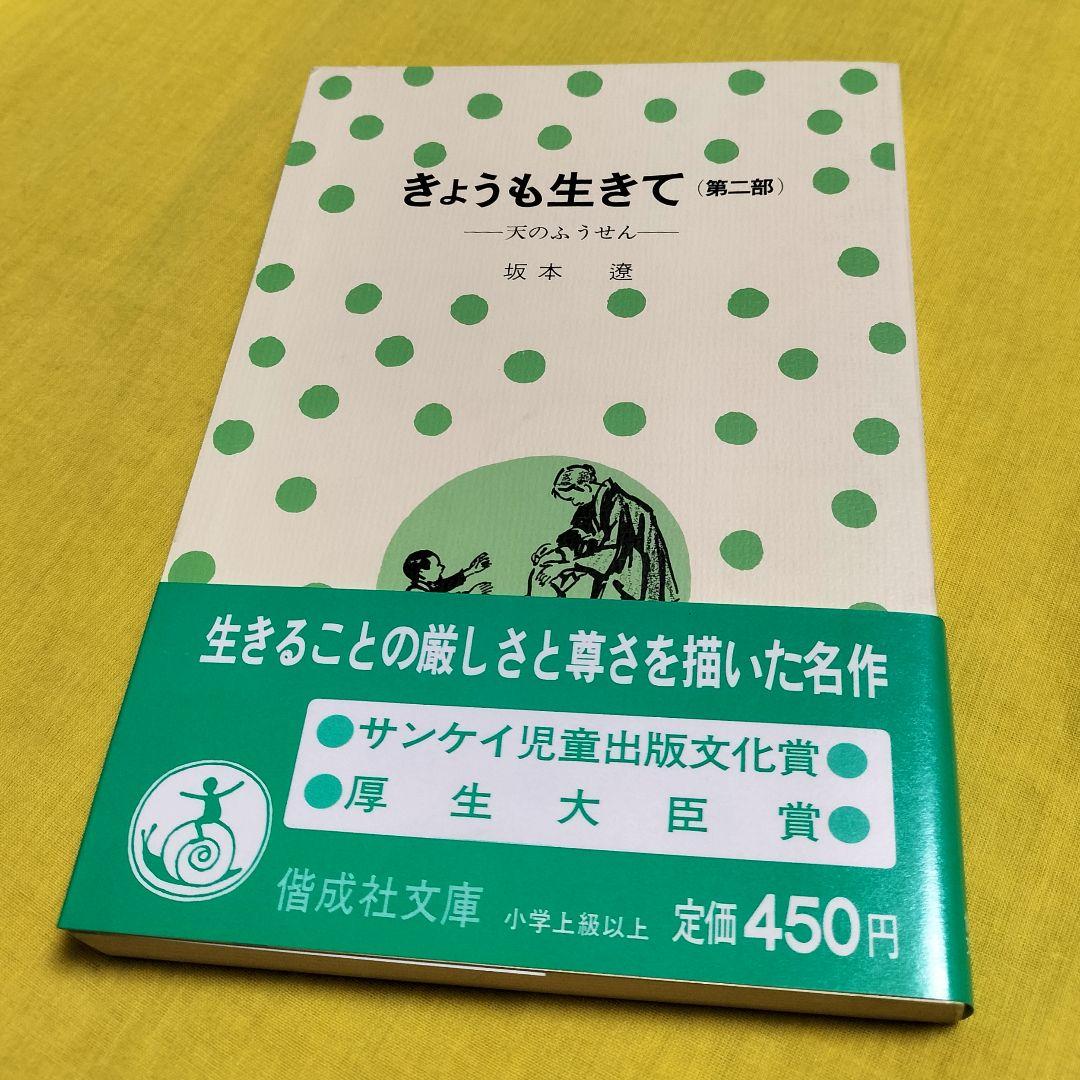 きょうも生きて(第二部)
――天のふうせん――
坂本 遼
生きることの厳しさと尊さを描いた名作
●サンケイ児童出版文化賞●
●厚生大臣賞●
偕成社文庫 小学上級以上 定価450円